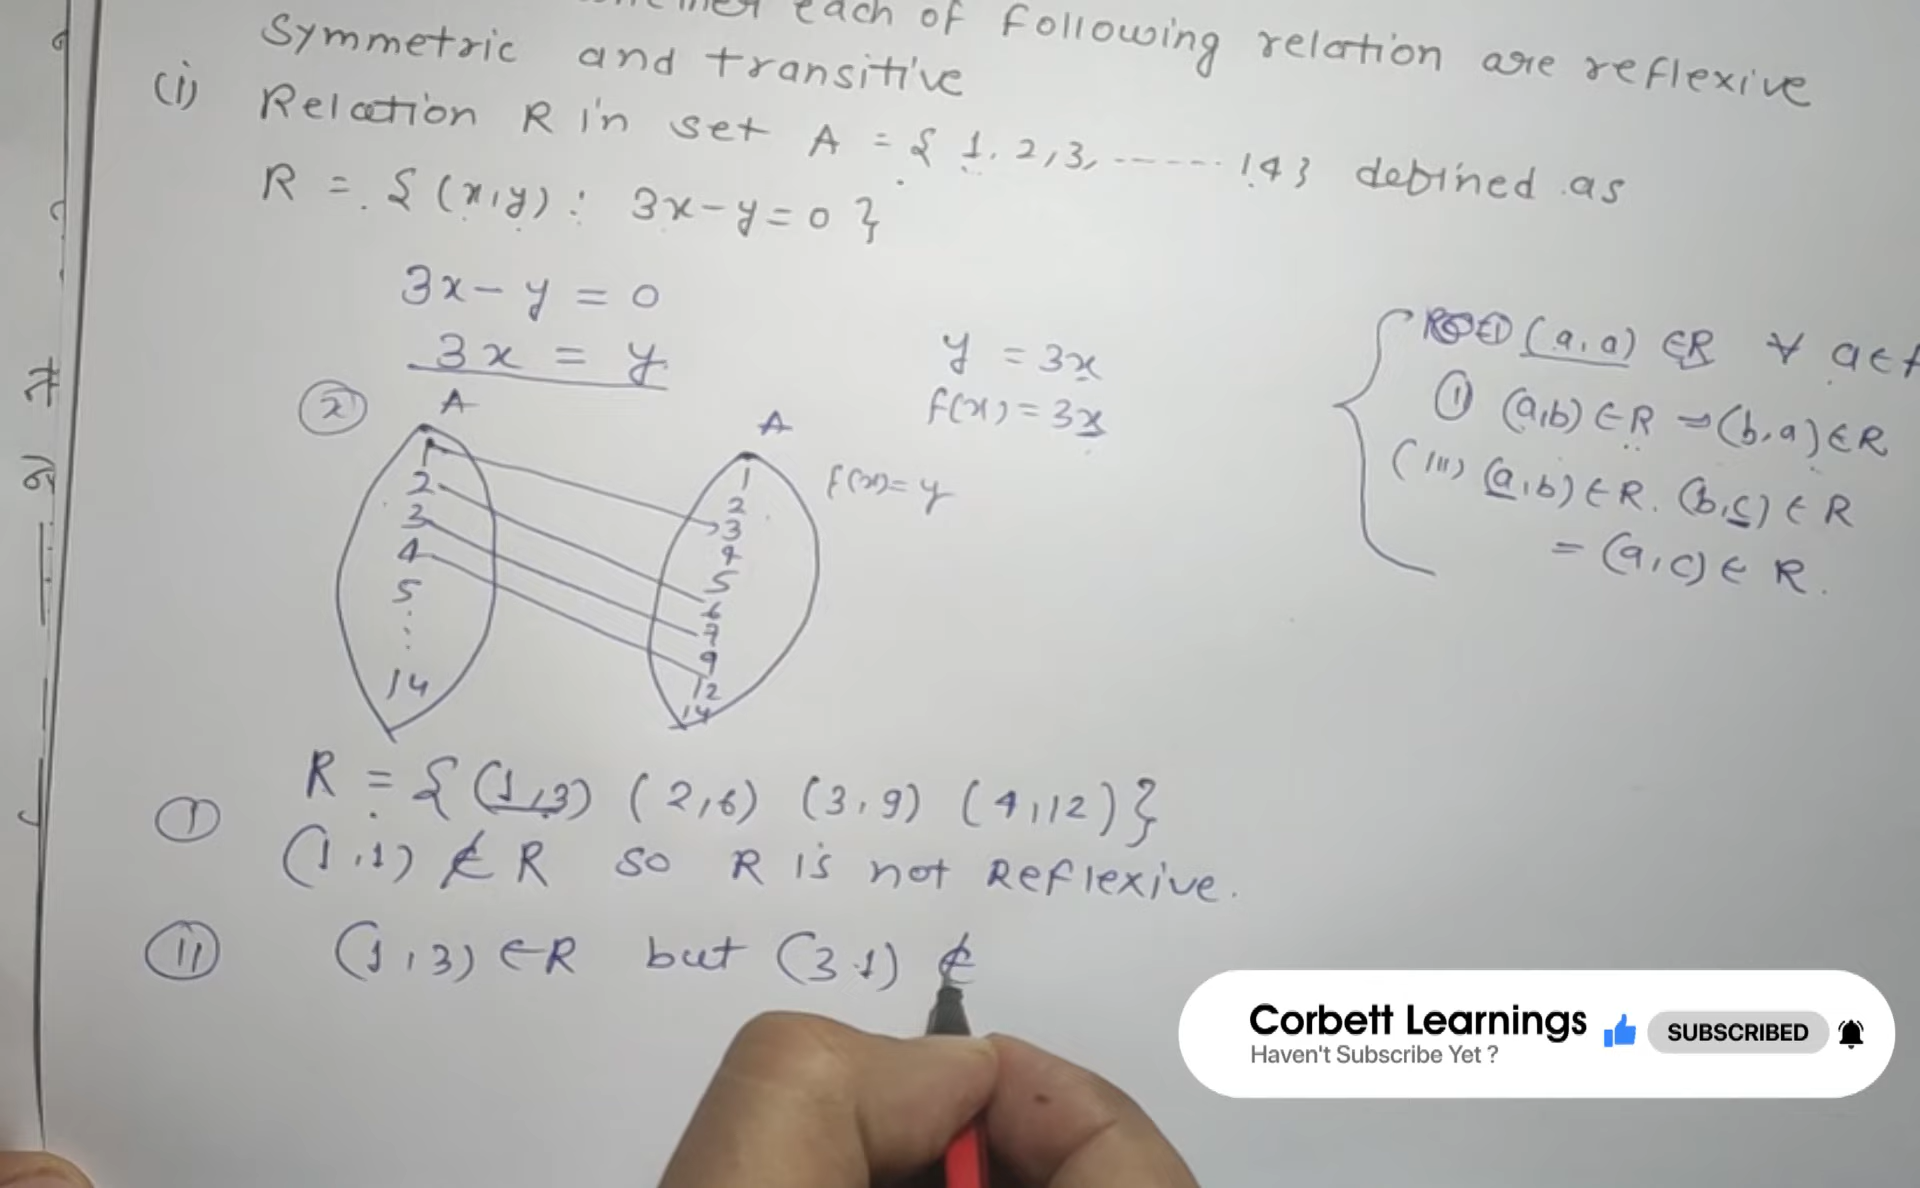 each of following relation are reflexive
Symmetric and transitive
(i) Relation R in set A = { 1, 2, 3, ------ 14 } defined as
R = { (x,y) : 3x-y=0 }
3x - y = 0
3x = y
y = 3x
f(x) = 3x
f(x) = y
A
1
2
3
4
5
14
A
1
2
3
4
5
6
7
9
12
14
(a,a) ∈R ∀ a∈
① (a,b) ∈R → (b,a) ∈R
(iii) (a,b) ∈ R. (b,c) ∈ R
= (a,c) ∈ R.
R = { (1,3) (2,6) (3,9) (4,12) }
Ⓘ (1,1) ∉ R so R is not Reflexive.
(II) (1,3) ∈R but (3,1) ∉
Corbett Learnings
Haven't Subscribe Yet ?
SUBSCRIBED